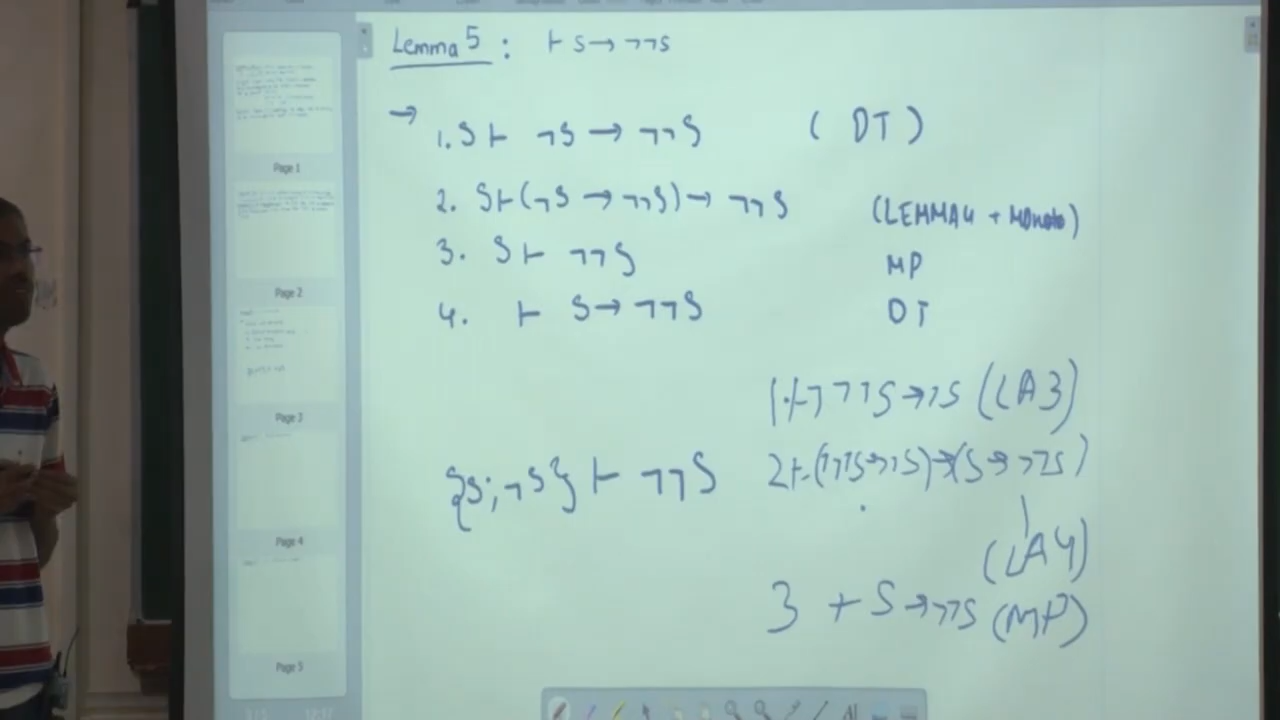 Lemma 5 : ⊢ S → ¬¬S
→ 1. S ⊢ ¬S → ¬¬S ( DT )
2. S ⊢ (¬S → ¬¬S) → ¬¬S (LEMMA 4 + Mono)
3. S ⊢ ¬¬S MP
4. ⊢ S → ¬¬S DT
1. ⊢ ¬¬¬S → ¬S (LA3)
{S, ¬S} ⊢ ¬¬S
2 ⊢ (¬¬¬S → ¬S) → (S → ¬¬S)
(LA4)
3 ⊢ S → ¬¬S (MP)
Page 1
Page 2
Page 3
Page 4
Page 5